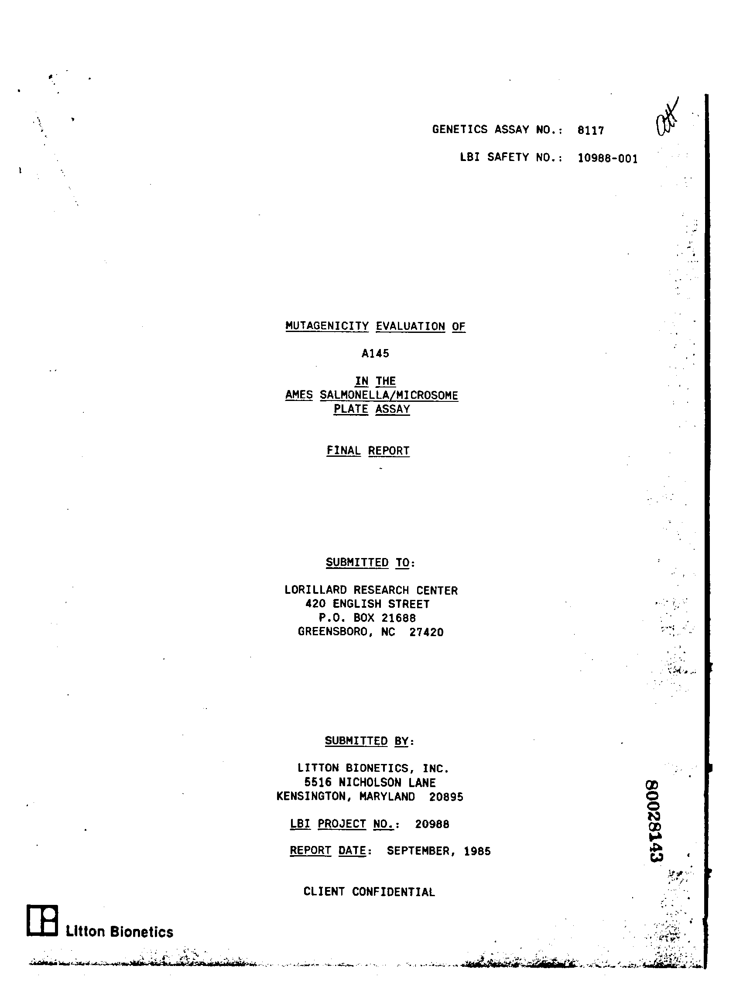 GENETICS ASSAY NO.: 8117
LBI SAFETY NO.: 10988-001
MUTAGENICITY EVALUATION OF
A145
IN THE
AMES SALMONELLA/MICROSOME
PLATE ASSAY
FINAL REPORT
SUBMITTED TO:
LORILLARD RESEARCH CENTER
420 ENGLISH STREET
P.O. BOX 21688
GREENSBORO, NC 27420
SUBMITTED BY:
LITTON BIONETICS, INC.
5516 NICHOLSON LANE
KENSINGTON, MARYLAND 20895
LBI PROJECT NO.: 20988
REPORT DATE: SEPTEMBER, 1985
CLIENT CONFIDENTIAL
80028143
Litton Bionetics